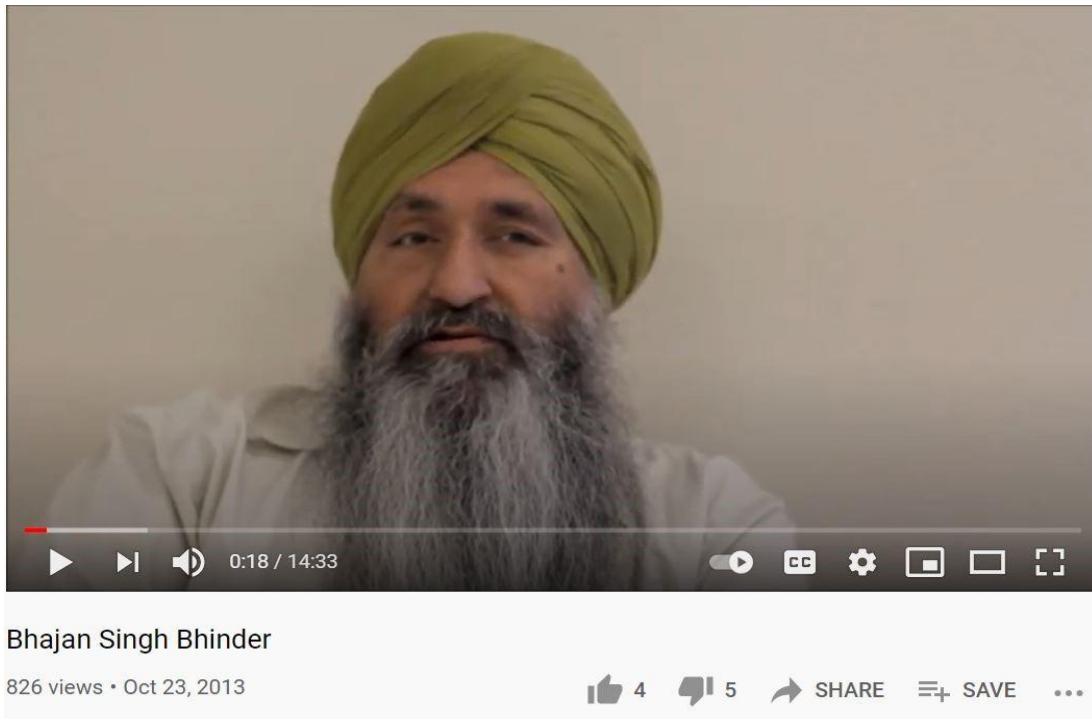 0:18 / 14:33
CC
Bhajan Singh Bhinder
826 views • Oct 23, 2013
4 5 SHARE SAVE